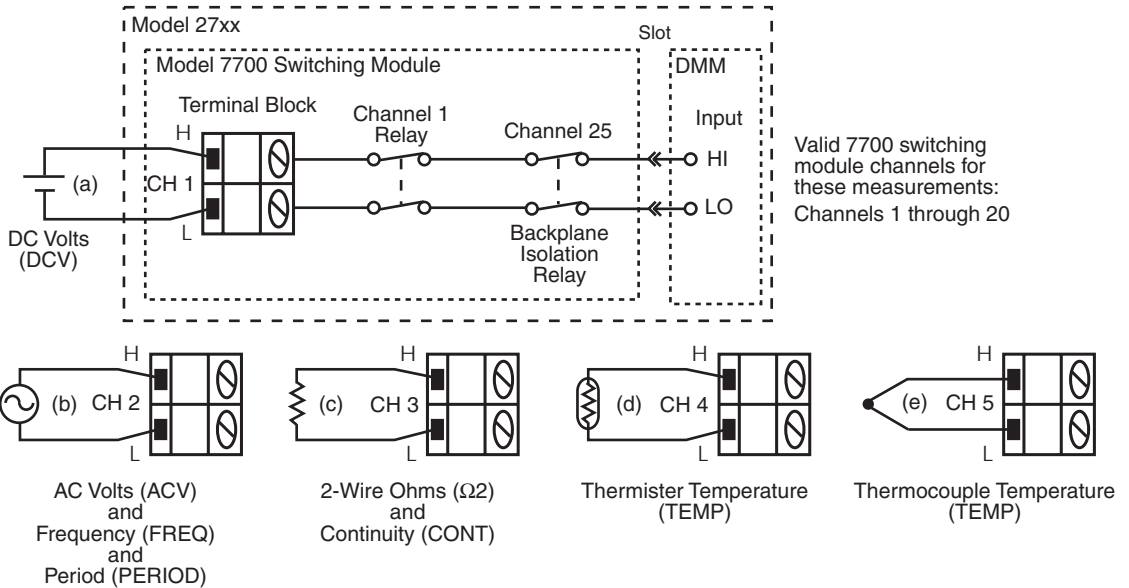 Model 27xx
Slot
Model 7700 Switching Module
DMM
Terminal Block
Channel 1
Relay
Channel 25
Input
H
HI
(a)
CH 1
LO
L
Backplane
Isolation
Relay
DC Volts
(DCV)
Valid 7700 switching
module channels for
these measurements:
Channels 1 through 20
H
(b)
CH 2
L
AC Volts (ACV)
and
Frequency (FREQ)
and
Period (PERIOD)
H
(c)
CH 3
L
2-Wire Ohms (Ω2)
and
Continuity (CONT)
H
(d)
CH 4
L
Thermister Temperature
(TEMP)
H
(e)
CH 5
L
Thermocouple Temperature
(TEMP)